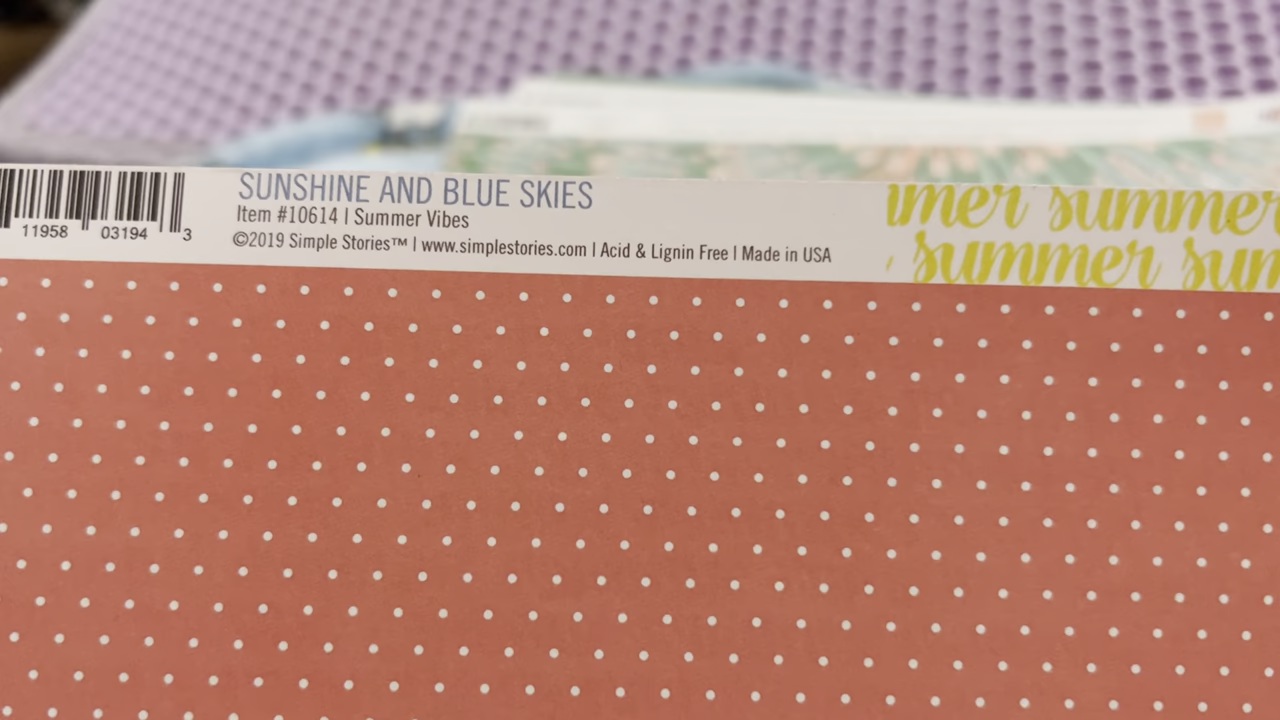 11958 03194 3
SUNSHINE AND BLUE SKIES
Item #10614 | Summer Vibes
©2019 Simple Stories™ | www.simplestories.com | Acid & Lignin Free | Made in USA
summer
summer